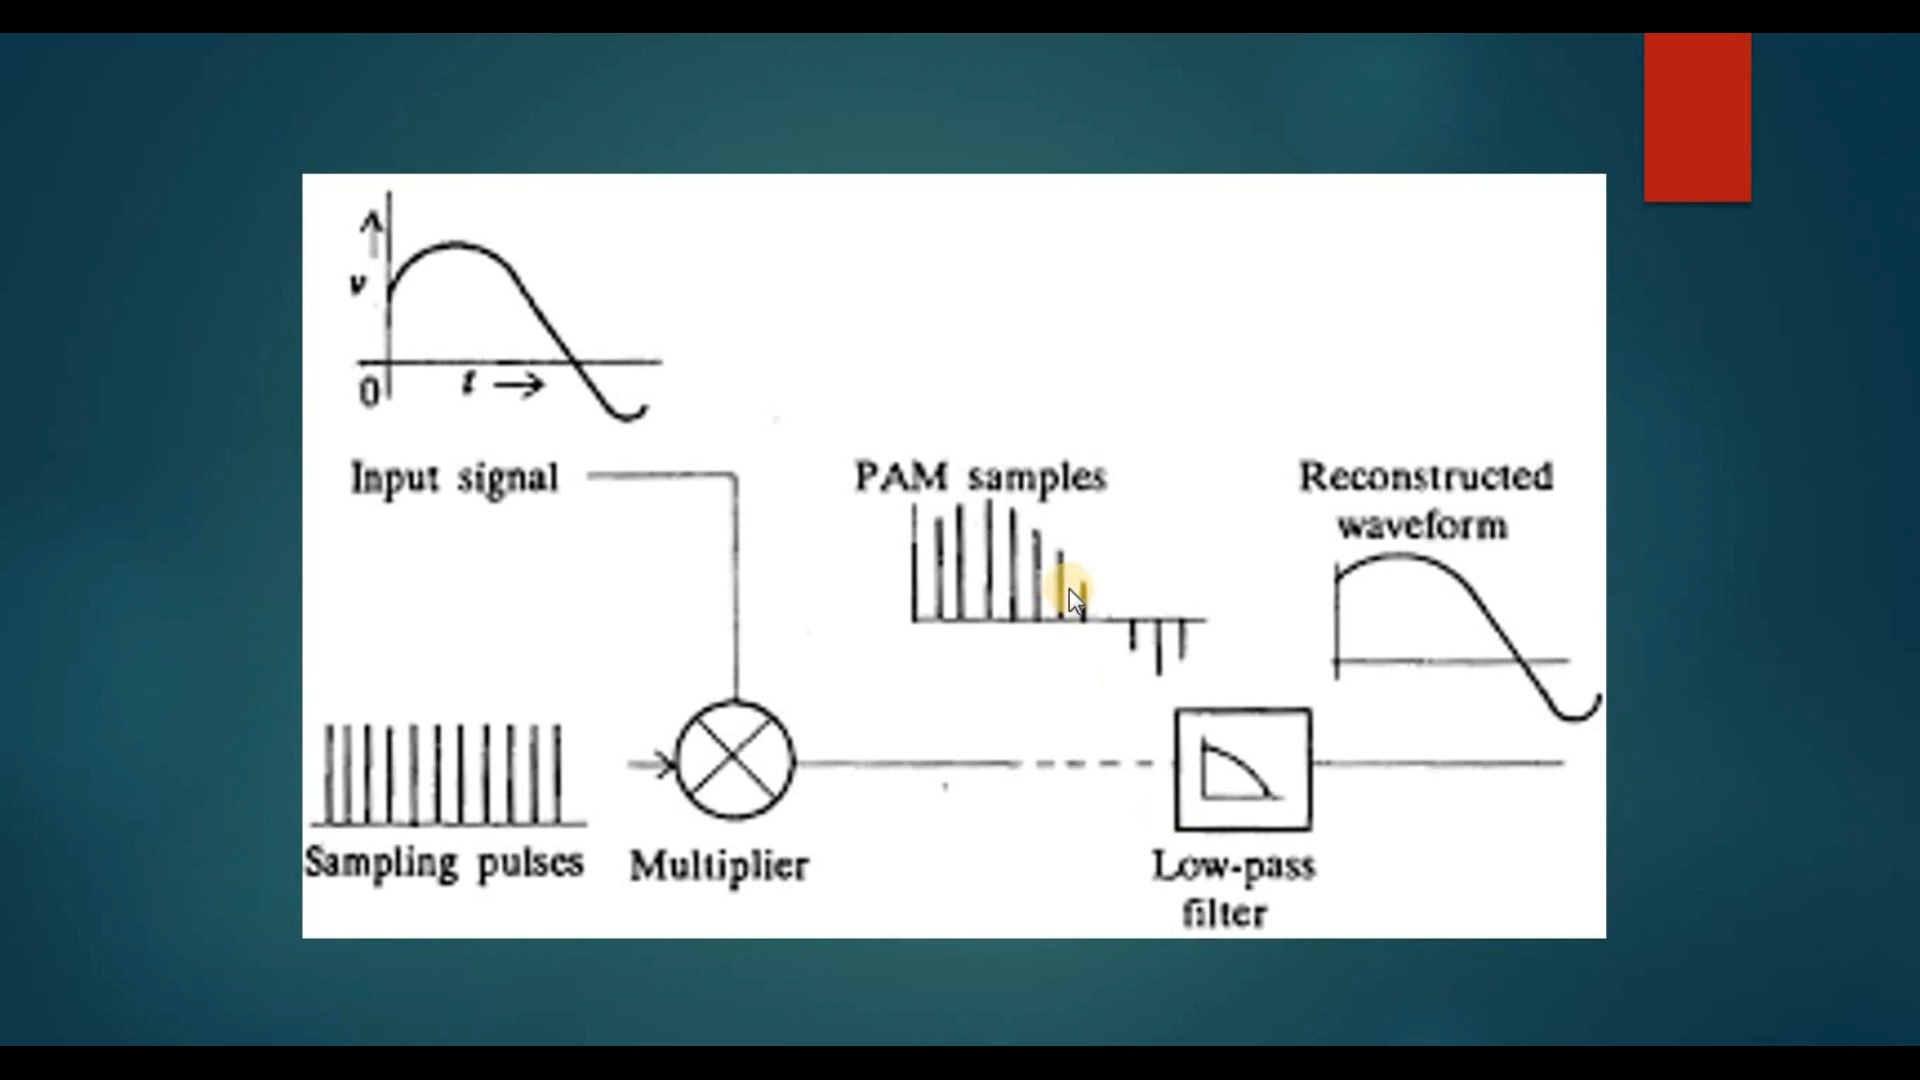 v
0
t
Input signal
PAM samples
Reconstructed
waveform
Sampling pulses
Multiplier
Low-pass
filter